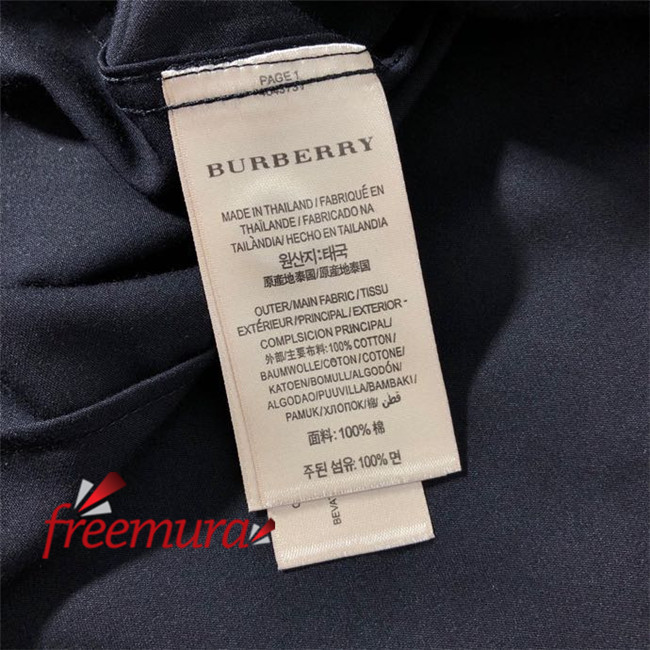 PAGE 1
BURBERRY
MADE IN THAILAND / FABRIQUÉ EN
THAÏLANDE / FABRICADO NA
TAILÂNDIA/ HECHO EN TAILANDIA
원산지:태국
原產地泰国/原産地泰国
OUTER/MAIN FABRIC/TISSU
EXTÉRIEUR/PRINCIPAL/EXTERIOR-
COMPLSICION PRINCIPAL/
外部/主要布料:100% COTTON/
BAUMWOLLE/COTON/COTONE/
KATOEN/BOMULL/ALGODÓN/
ALGODAO/PUUVILLA/BAMBAKI/
PAMUK/ХЛОПОК/棉/ قطن
面料:100% 棉
주된 섬유: 100% 면
freemura